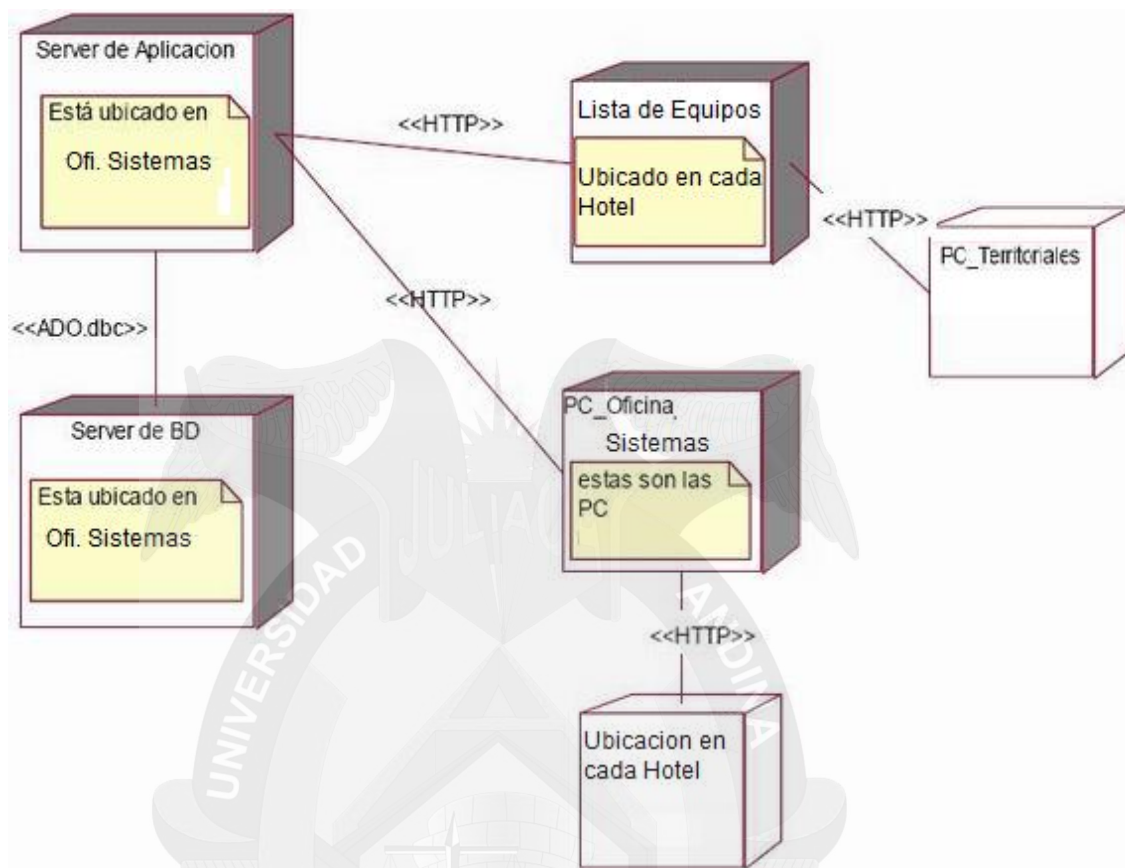 Server de Aplicacion
Está ubicado en
Ofi. Sistemas
<<HTTP>>
Lista de Equipos
Ubicado en cada
Hotel
<<HTTP>>
PC_Territoriales
<<HTTP>>
<<ADO.dbc>>
Server de BD
Esta ubicado en
Ofi. Sistemas
PC_Oficina
Sistemas
estas son las
PC
<<HTTP>>
Ubicacion en
cada Hotel
UNIVERSIDAD
ANDINA